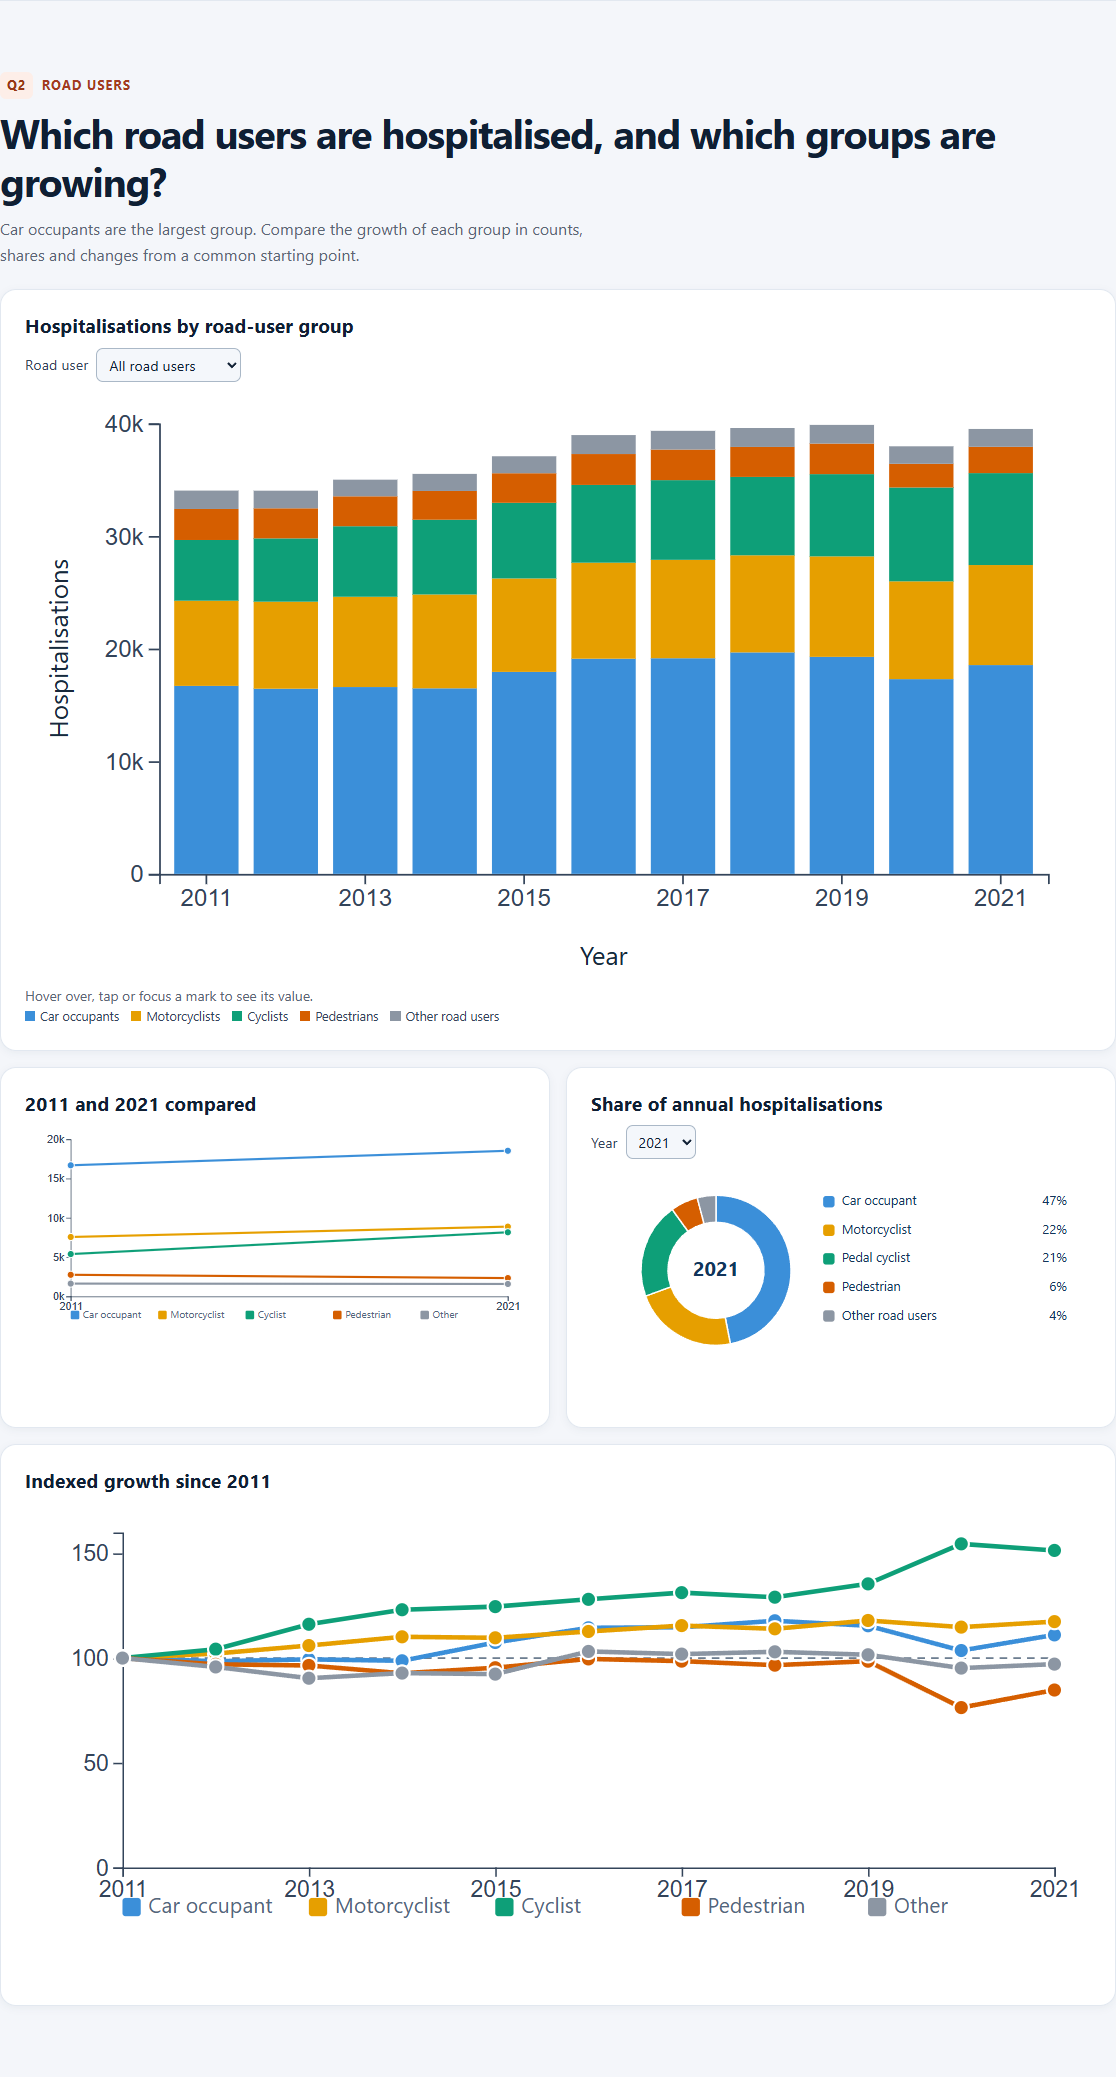 Q2 ROAD USERS
Which road users are hospitalised, and which groups are
growing?
Car occupants are the largest group. Compare the growth of each group in counts,
shares and changes from a common starting point.
Hospitalisations by road-user group
Road user All road users
40k
30k
20k
10k
0
Hospitalisations
2011 2013 2015 2017 2019 2021
Year
Hover over, tap or focus a mark to see its value.
Car occupants Motorcyclists Cyclists Pedestrians Other road users
2011 and 2021 compared
20k
15k
10k
5k
0k
2011 2021
Car occupant Motorcyclist Cyclist Pedestrian Other
Share of annual hospitalisations
Year 2021
2021
Car occupant 47%
Motorcyclist 22%
Pedal cyclist 21%
Pedestrian 6%
Other road users 4%
Indexed growth since 2011
150
100
50
0
2011 2013 2015 2017 2019 2021
Car occupant Motorcyclist Cyclist Pedestrian Other